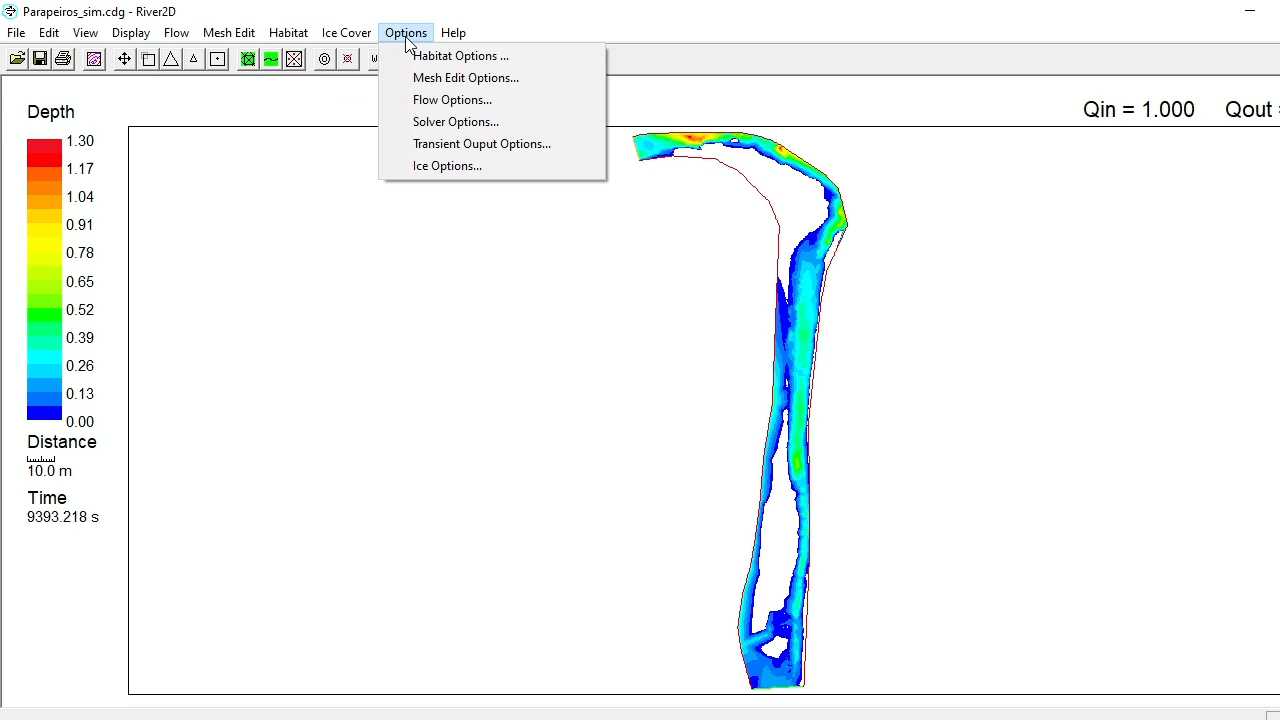 Parapeiros_sim.cdg - River2D
File Edit View Display Flow Mesh Edit Habitat Ice Cover Options Help
Habitat Options ...
Mesh Edit Options...
Flow Options...
Solver Options...
Transient Ouput Options...
Ice Options...
Qin = 1.000 Qout =
Depth
1.30
1.17
1.04
0.91
0.78
0.65
0.52
0.39
0.26
0.13
0.00
Distance
10.0 m
Time
9393.218 s